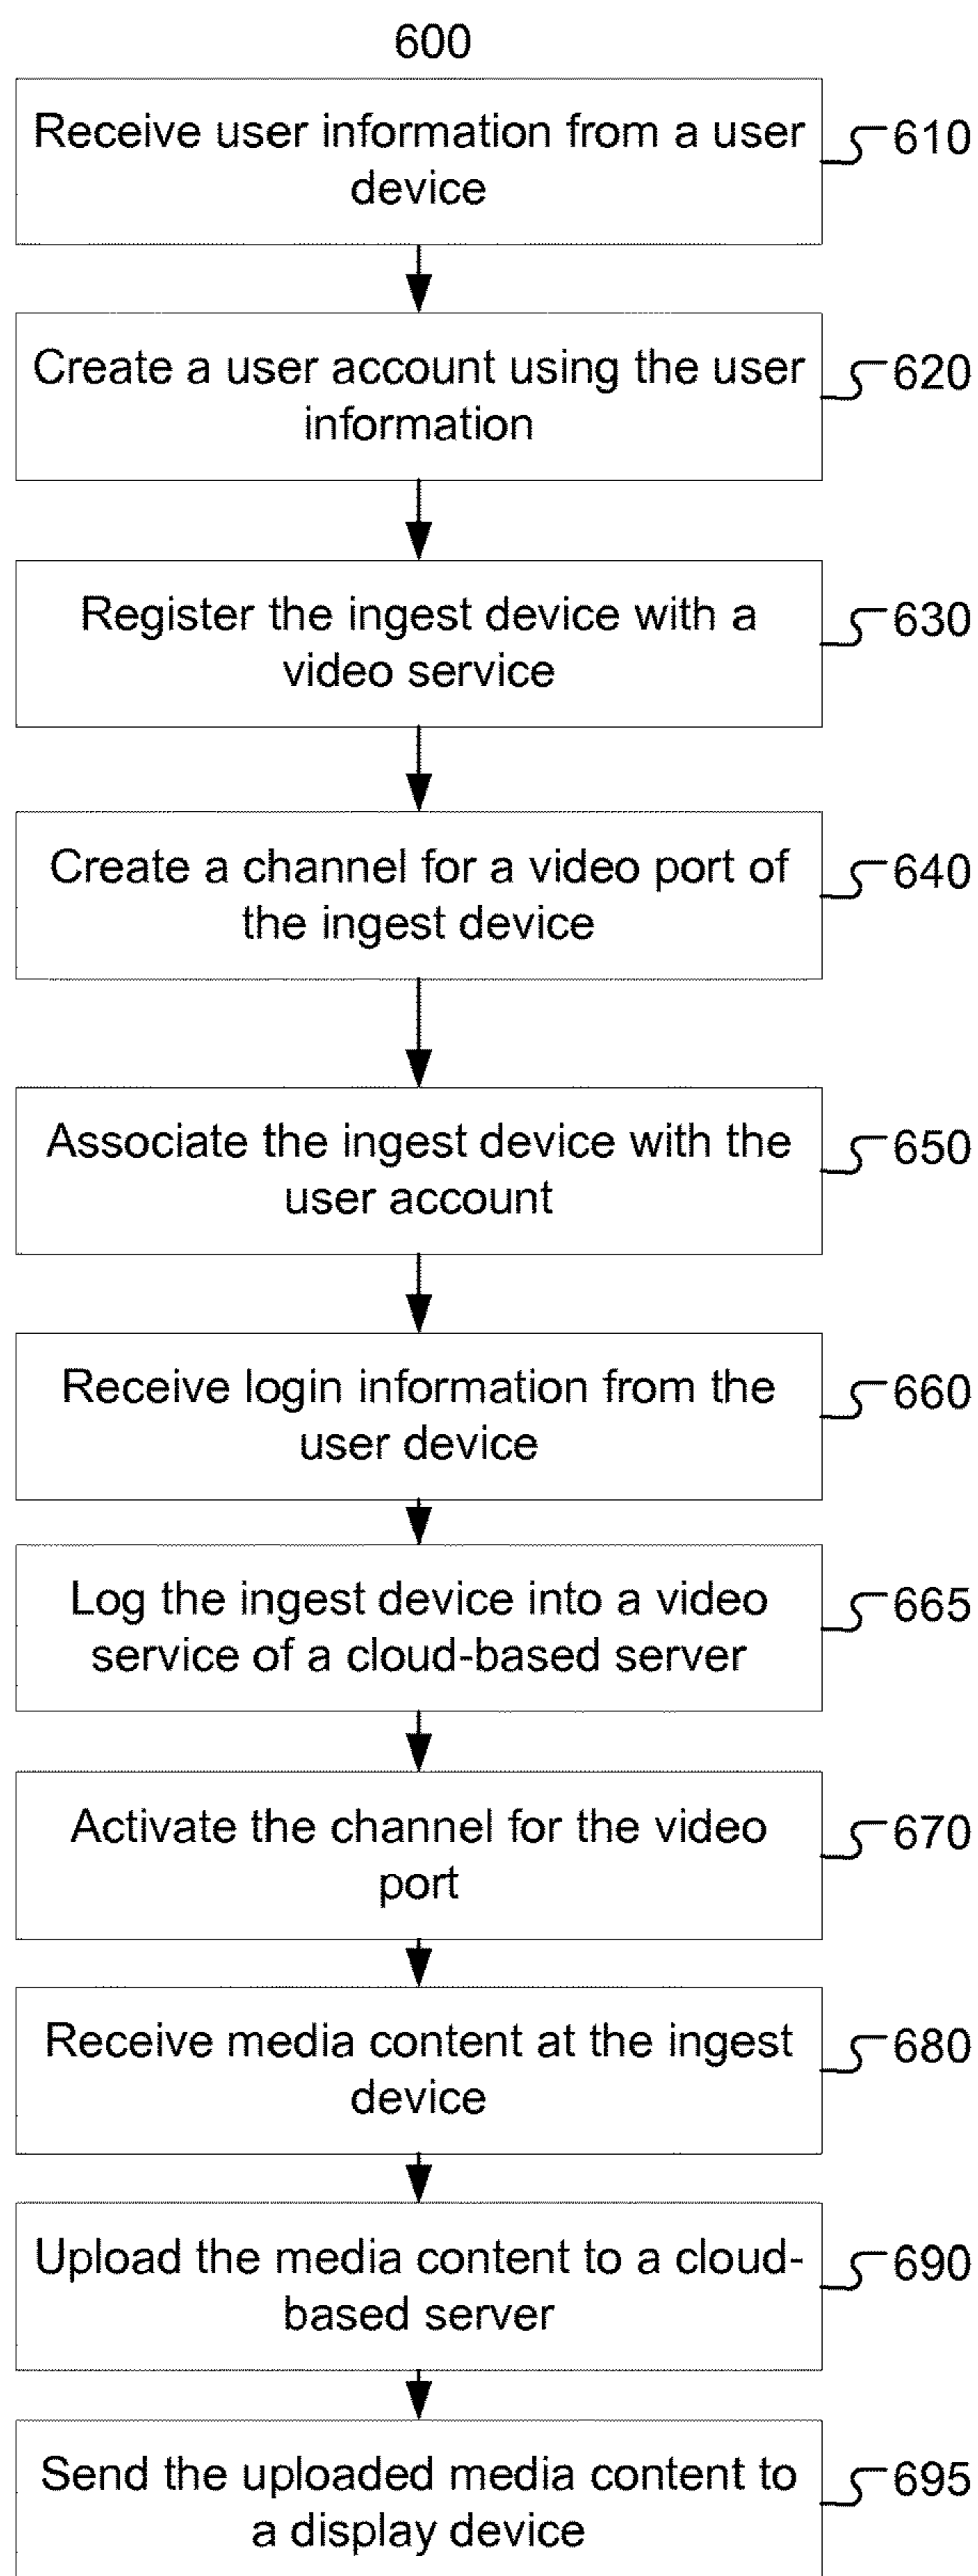 600
Receive user information from a user
device
610
Create a user account using the user
information
620
Register the ingest device with a
video service
630
Create a channel for a video port of
the ingest device
640
Associate the ingest device with the
user account
650
Receive login information from the
user device
660
Log the ingest device into a video
service of a cloud-based server
665
Activate the channel for the video
port
670
Receive media content at the ingest
device
680
Upload the media content to a cloud-
based server
690
Send the uploaded media content to
a display device
695